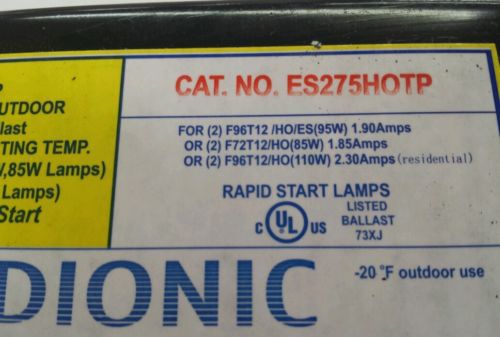 CAT. NO. ES275HOTP
OUTDOOR
last
TING TEMP.
,85W Lamps)
Lamps)
Start
FOR (2) F96T12 /HO/ES(95W) 1.90Amps
OR (2) F72T12/HO(85W) 1.85Amps
OR (2) F96T12/HO(110W) 2.30Amps(residential)
RAPID START LAMPS
C UL US
LISTED
BALLAST
73XJ
DIONIC
-20 °F outdoor use